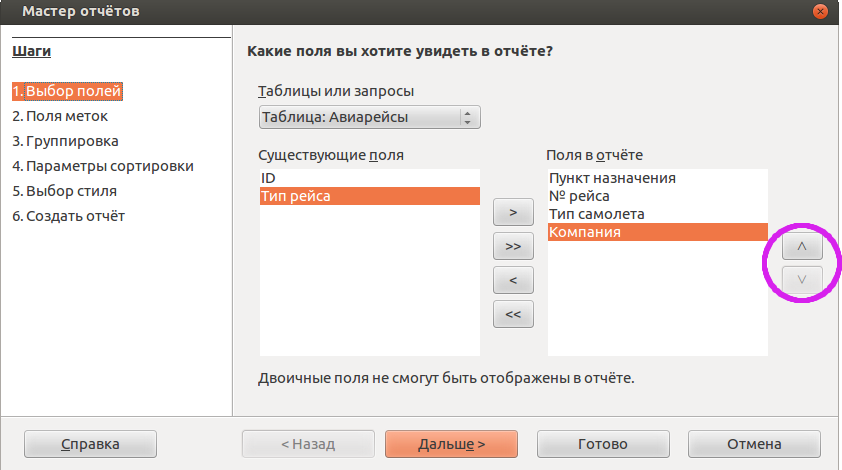 Мастер отчётов
Шаги
1. Выбор полей
2. Поля меток
3. Группировка
4. Параметры сортировки
5. Выбор стиля
6. Создать отчёт
Какие поля вы хотите увидеть в отчёте?
Таблицы или запросы
Таблица: Авиарейсы
Существующие поля
ID
Тип рейса
>
>>
<
<<
Поля в отчёте
Пункт назначения
№ рейса
Тип самолета
Компания
^
v
Двоичные поля не смогут быть отображены в отчёте.
Справка
< Назад
Дальше >
Готово
Отмена